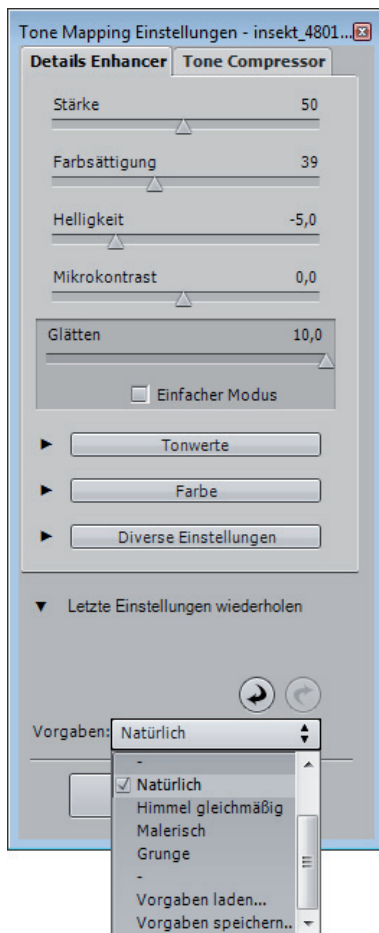 Tone Mapping Einstellungen - insekt_4801...
Details Enhancer Tone Compressor
Stärke 50
Farbsättigung 39
Helligkeit -5,0
Mikrokontrast 0,0
Glätten 10,0
Einfacher Modus
Tonwerte
Farbe
Diverse Einstellungen
Letzte Einstellungen wiederholen
Vorgaben: Natürlich
-
Natürlich
Himmel gleichmäßig
Malerisch
Grunge
-
Vorgaben laden...
Vorgaben speichern..